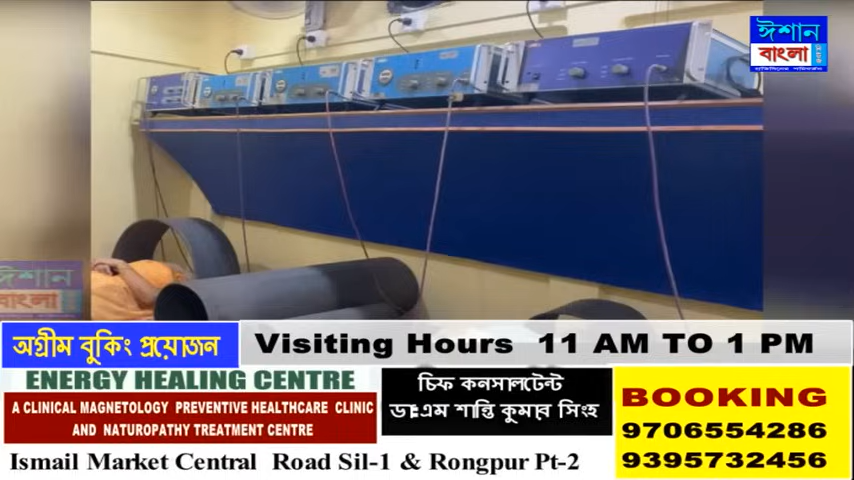 ঈশান
বাংলা
ঈশান
বাংলা
অগ্রীম বুকিং প্রয়োজন
Visiting Hours 11 AM TO 1 PM
ENERGY HEALING CENTRE
A CLINICAL MAGNETOLOGY PREVENTIVE HEALTHCARE CLINIC
AND NATUROPATHY TREATMENT CENTRE
চিফ কনসালটেন্ট
ডাঃএম শান্তি কুমার সিংহ
BOOKING
9706554286
9395732456
Ismail Market Central Road Sil-1 & Rongpur Pt-2